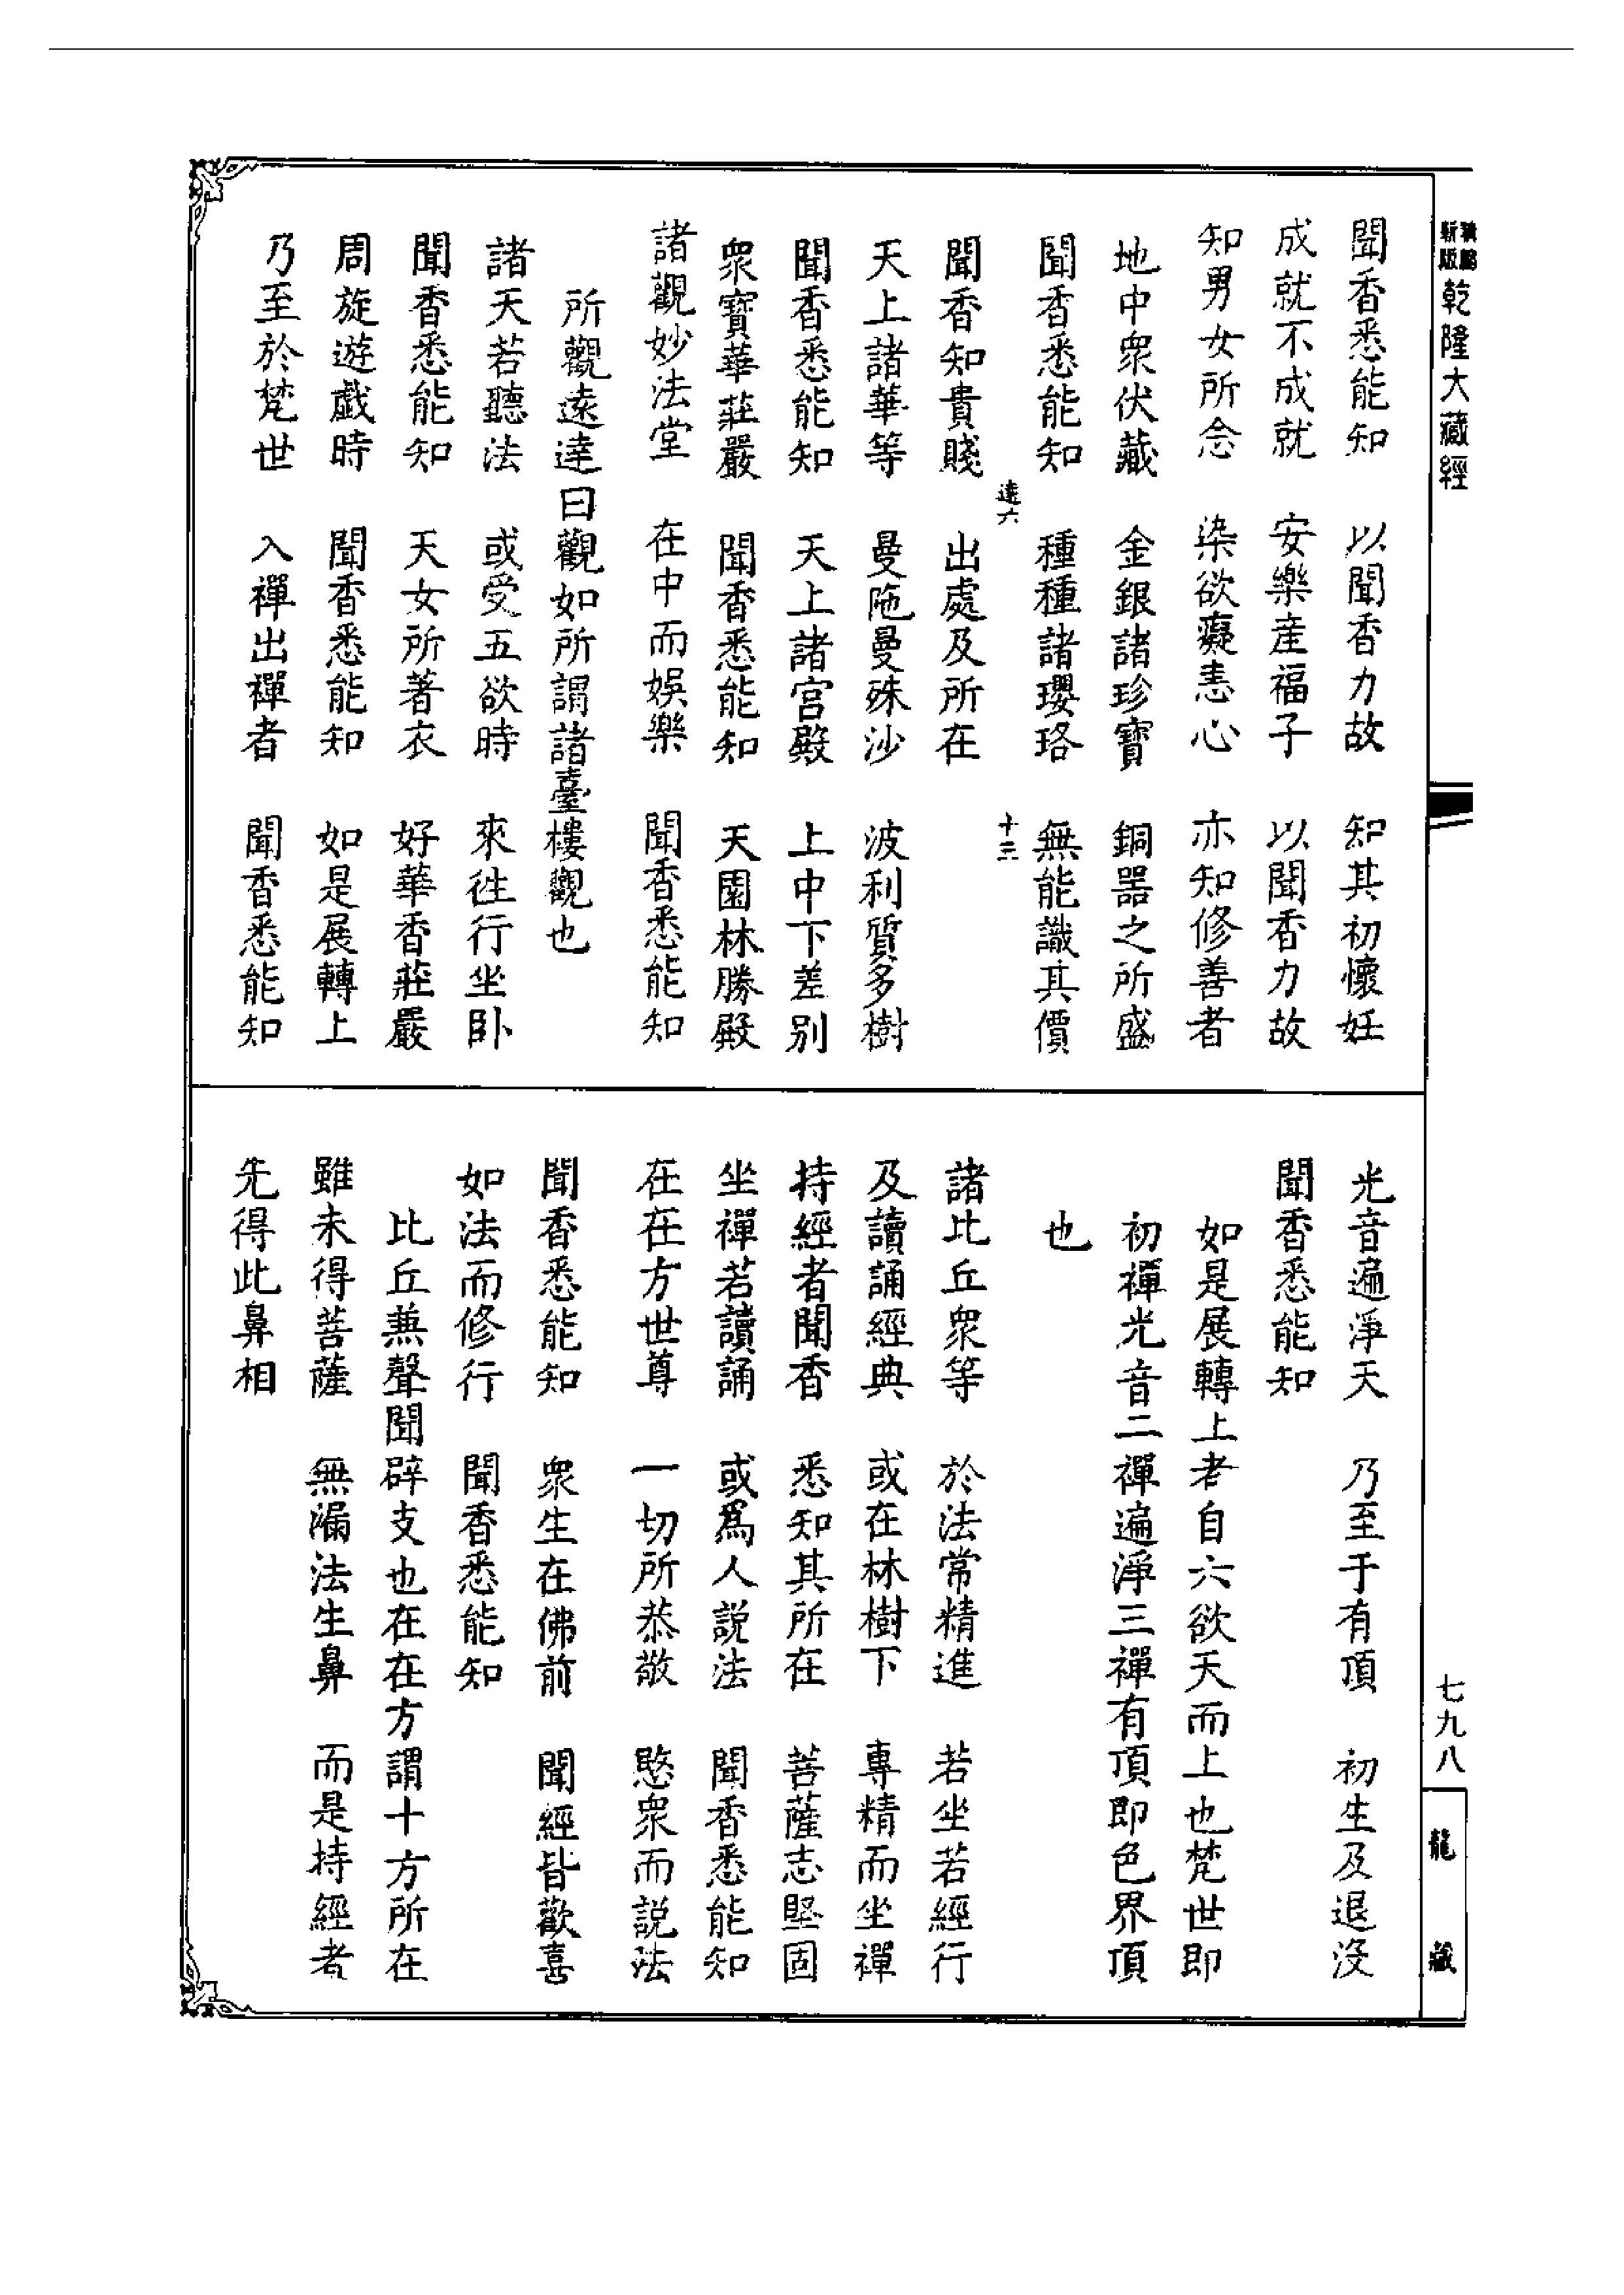 新版
乾隆大藏經
聞香悉能知　以聞香力故　知其初懷妊
成就不成就　安樂産福子　以聞香力故
知男女所念　染欲癡恚心　亦知修善者
地中衆伏藏　金銀諸珍寶　銅器之所盛
聞香悉能知　種種諸瓔珞　無能識其價
遠六　十三
聞香知貴賤　出處及所在
天上諸華等　曼陁曼殊沙　波利質多樹
聞香悉能知　天上諸宫殿　上中下差别
衆寶華莊嚴　聞香悉能知　天園林勝殿
諸觀妙法堂　在中而娛樂　聞香悉能知
所觀遠達曰觀如所謂諸臺樓觀也
諸天若聽法　或受五欲時　來徃行坐卧
聞香悉能知　天女所著衣　好華香莊嚴
周旋遊戲時　聞香悉能知　如是展轉上
乃至於梵世　入禪出禪者　聞香悉能知
光音遍淨天　乃至于有頂　初生及退沒
聞香悉能知
如是展轉上者自六欲天而上也梵世即
初禪光音二禪遍淨三禪有頂即色界頂
也
諸比丘衆等　於法常精進　若坐若經行
及讀誦經典　或在林樹下　專精而坐禪
持經者聞香　悉知其所在　菩薩志堅固
坐禪若讀誦　或爲人説法　聞香悉能知
在在方世尊　一切所恭敬　愍衆而説法
聞香悉能知　衆生在佛前　聞經皆歡喜
如法而修行　聞香悉能知
比丘兼聲聞辟支也在在方謂十方所在
雖未得菩薩　無漏法生鼻　而是持經者
先得此鼻相
七九八
龍藏